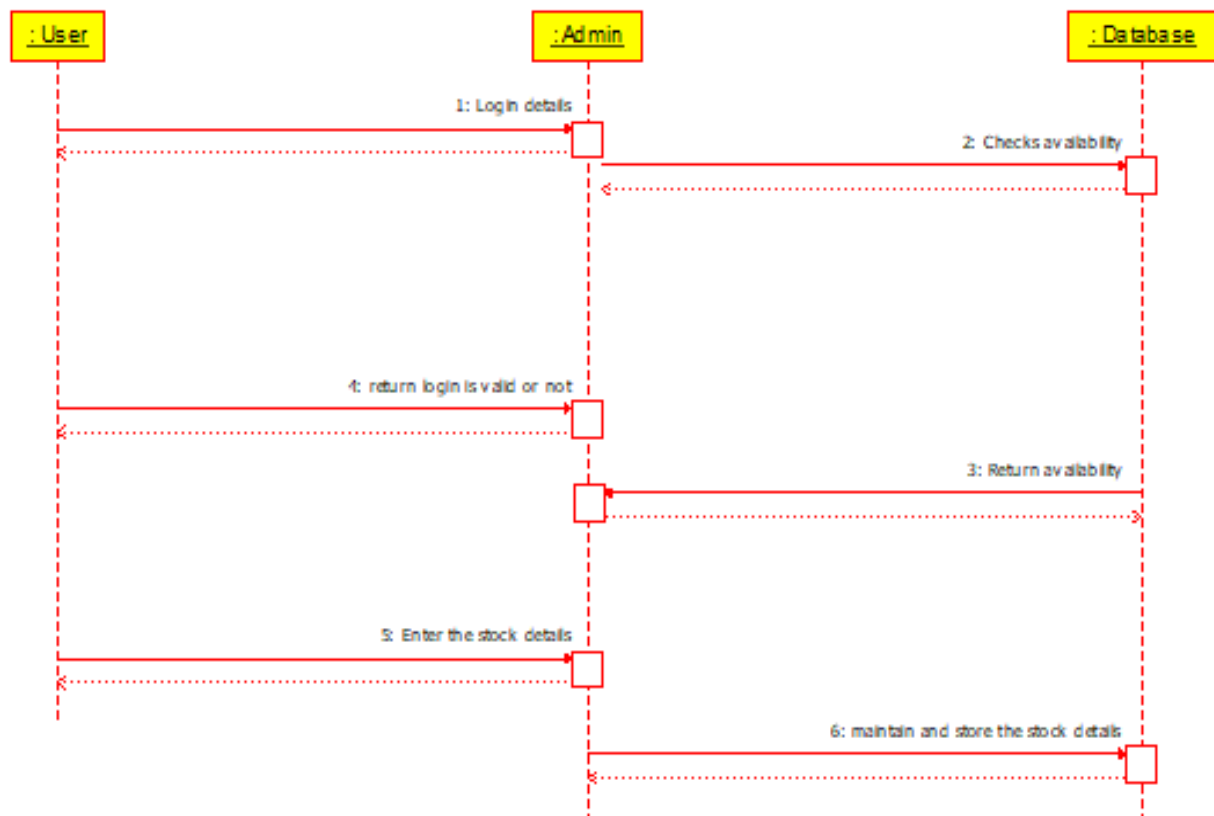 : User
: Admin
: Database
1: Login details
2: Checks availability
4: return login is valid or not
3: Return availability
5: Enter the stock details
6: maintain and store the stock details